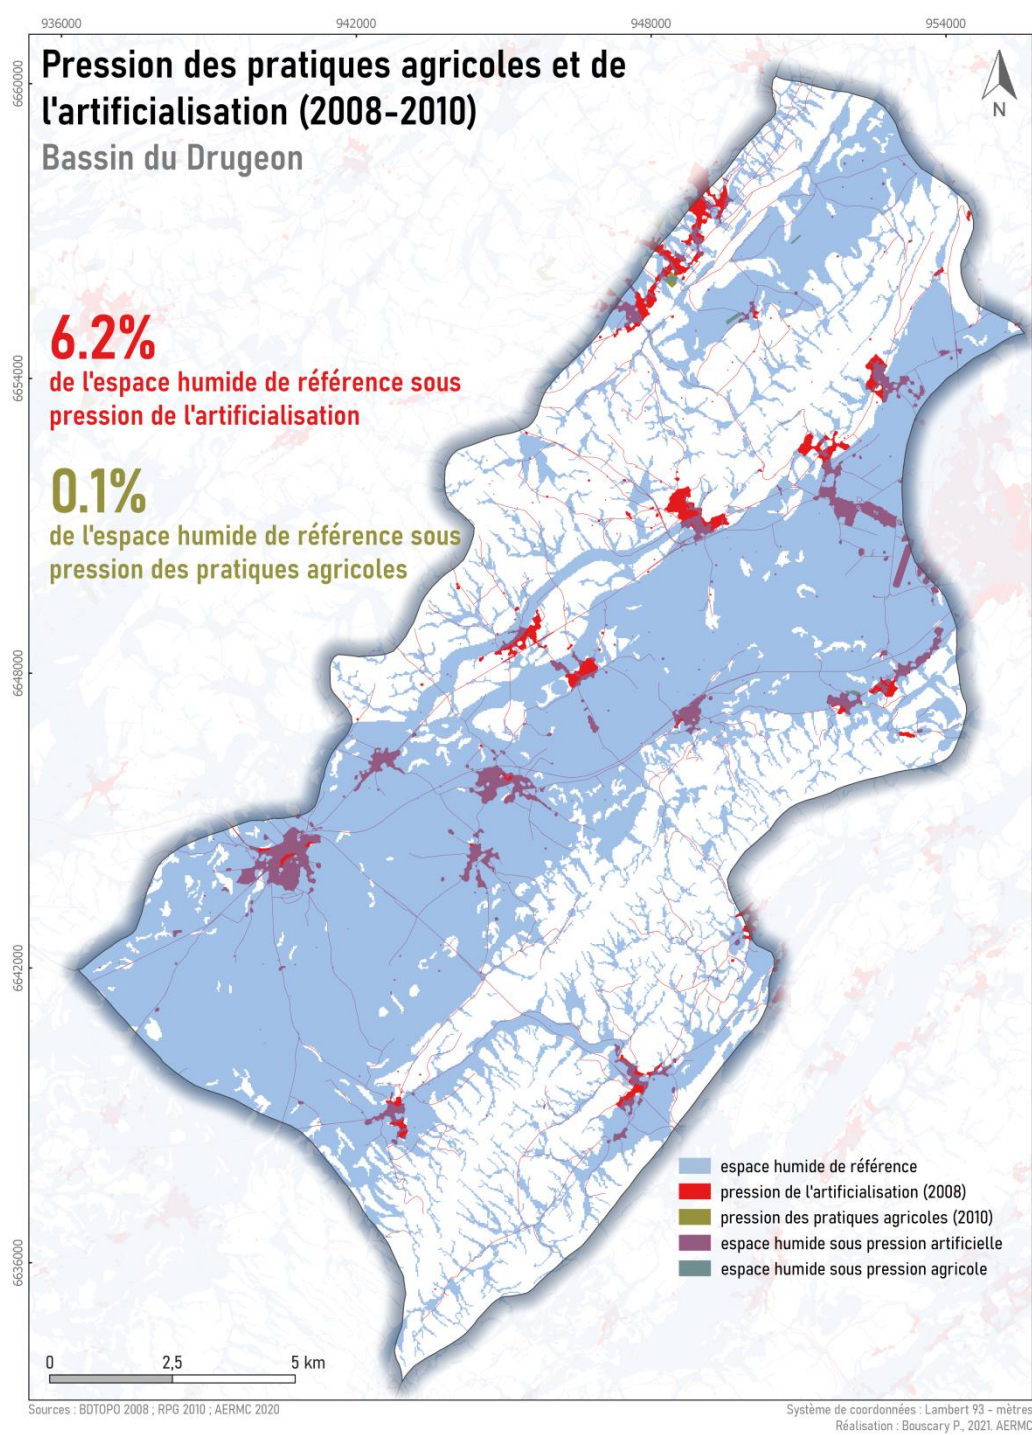 936000
942000
948000
954000
Pression des pratiques agricoles et de
l'artificialisation (2008-2010)
Bassin du Drugeon
N
6660000
6.2%
de l'espace humide de référence sous
pression de l'artificialisation
6654000
0.1%
de l'espace humide de référence sous
pression des pratiques agricoles
6648000
6642000
6636000
espace humide de référence
pression de l'artificialisation (2008)
pression des pratiques agricoles (2010)
espace humide sous pression artificielle
espace humide sous pression agricole
0 2,5 5 km
Sources : BDTOPO 2008 ; RPG 2010 ; AERMC 2020
Système de coordonnées : Lambert 93 - mètres
Réalisation : Bouscary P., 2021. AERMC